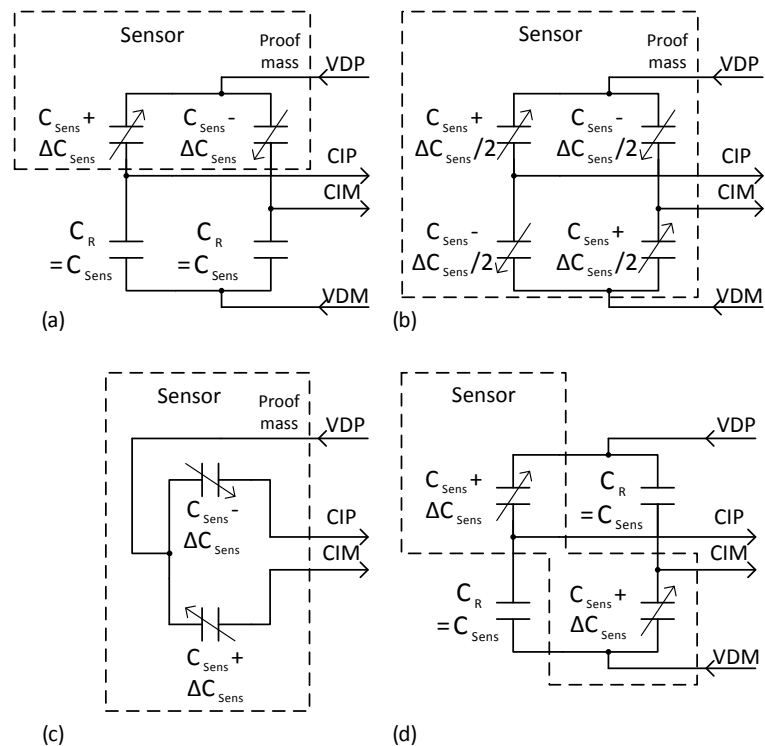 Sensor
Proof
mass
VDP
C Sens +
ΔC Sens
C Sens -
ΔC Sens
CIP
CIM
C R
= C Sens
C R
= C Sens
VDM
(a)
Sensor
Proof
mass
VDP
C Sens +
ΔC Sens /2
C Sens -
ΔC Sens /2
CIP
CIM
C Sens -
ΔC Sens /2
C Sens +
ΔC Sens /2
VDM
(b)
Sensor
Proof
mass
VDP
C Sens -
ΔC Sens
CIP
CIM
C Sens +
ΔC Sens
(c)
Sensor
VDP
C Sens +
ΔC Sens
C R
= C Sens
CIP
CIM
C R
= C Sens
C Sens +
ΔC Sens
VDM
(d)